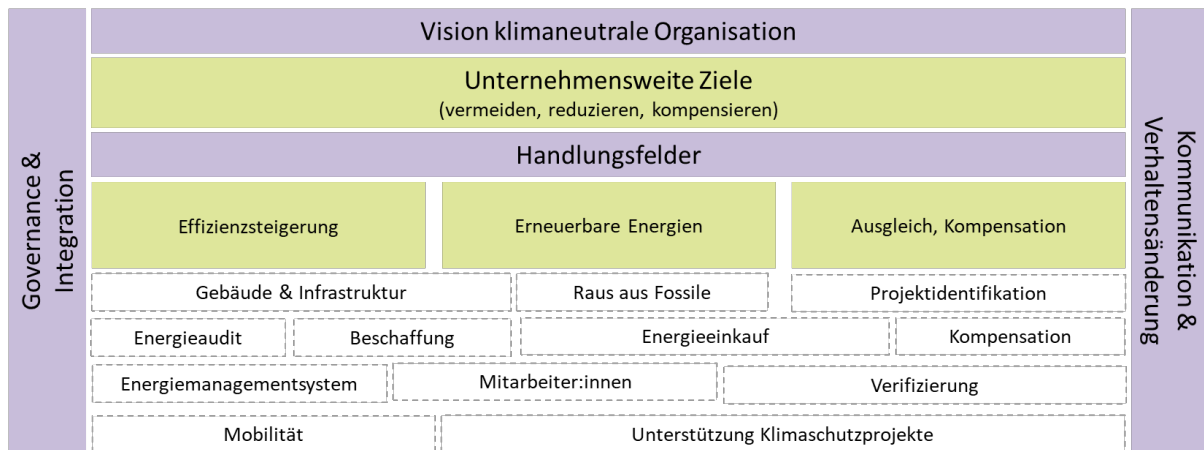 Vision klimaneutrale Organisation
Unternehmensweite Ziele
(vermeiden, reduzieren, kompensieren)
Handlungsfelder
Governance &
Integration
Kommunikation &
Verhaltensänderung
Effizienzsteigerung
Erneuerbare Energien
Ausgleich, Kompensation
Gebäude & Infrastruktur
Raus aus Fossile
Projektidentifikation
Energieaudit
Beschaffung
Energieeinkauf
Kompensation
Energiemanagementsystem
Mitarbeiter:innen
Verifizierung
Mobilität
Unterstützung Klimaschutzprojekte